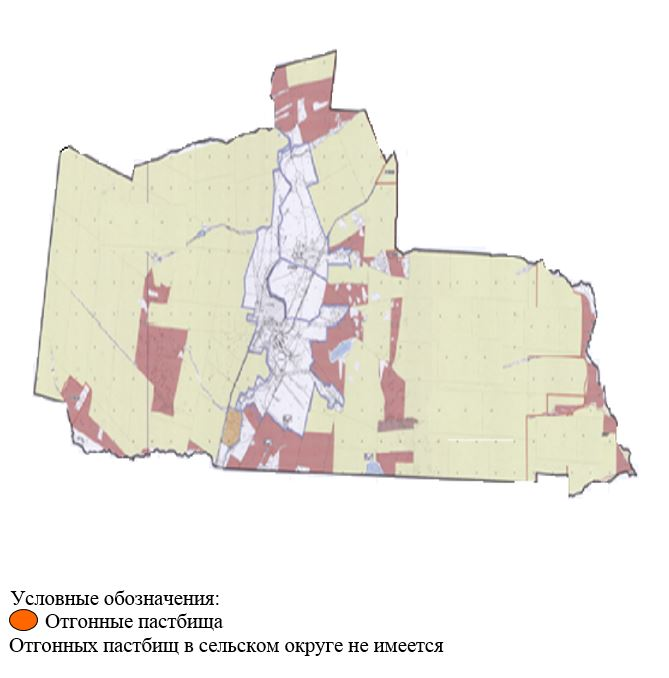 Условные обозначения:
Отгонные пастбища
Отгонных пастбищ в сельском округе не имеется